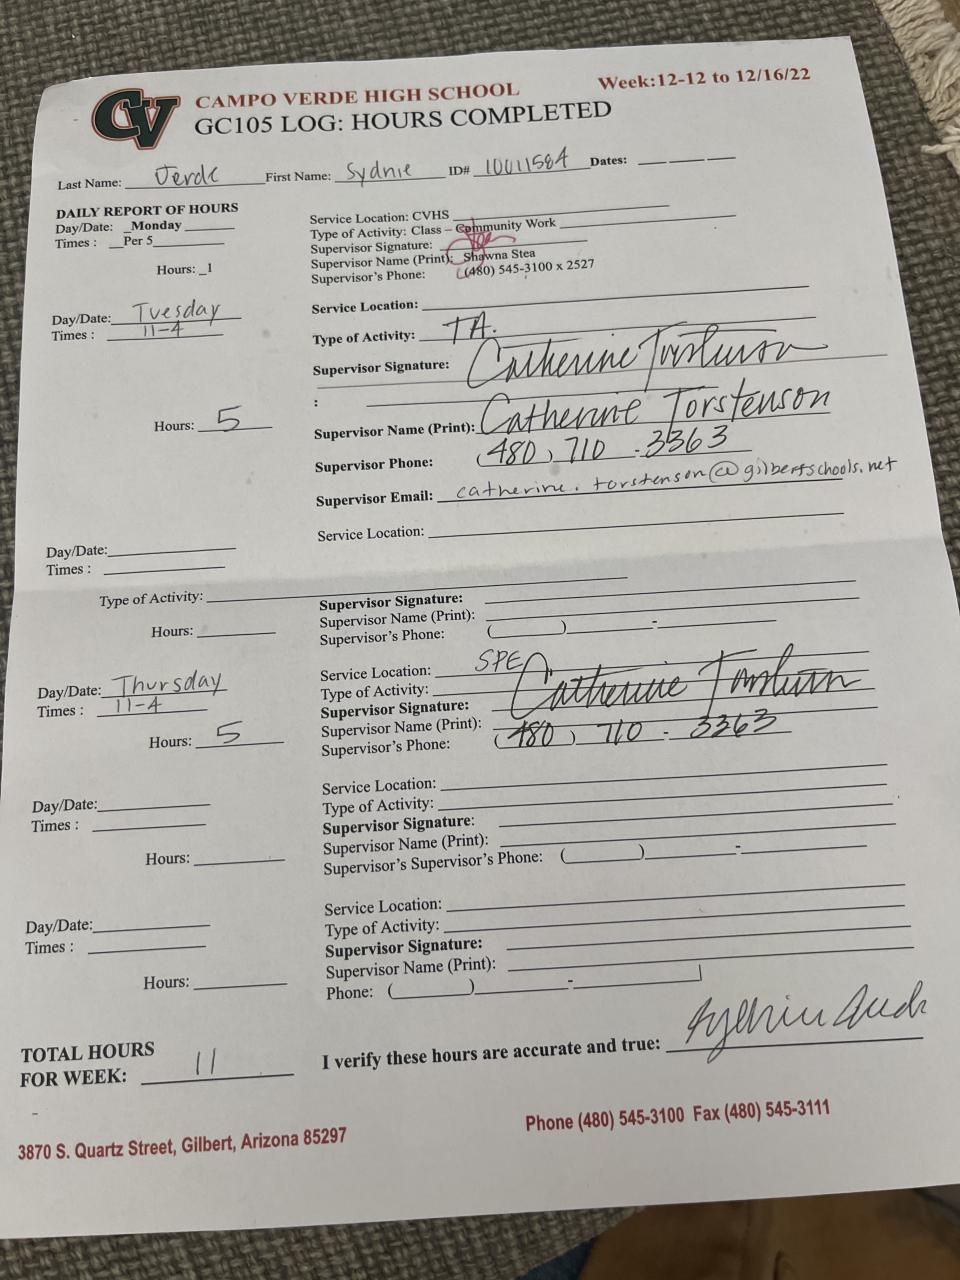 CV
CAMPO VERDE HIGH SCHOOL
Week:12-12 to 12/16/22
GC105 LOG: HOURS COMPLETED
Last Name: Jerde First Name: Sydnie ID# 10011584 Dates:
DAILY REPORT OF HOURS
Day/Date: Monday
Times : Per 5
Hours: 1
Service Location: CVHS
Type of Activity: Class – Community Work
Supervisor Signature:
Supervisor Name (Print): Shawna Stea
Supervisor's Phone: (480) 545-3100 x 2527
Day/Date: Tuesday
Times : 11-4
Hours: 5
Service Location:
Type of Activity: TA.
Supervisor Signature: Catherine Torstenson
:
Supervisor Name (Print): Catherine Torstenson
Supervisor Phone: (480) 710 - 3363
Supervisor Email: catherine.torstenson@gilbertschools.net
Day/Date:
Times :
Service Location:
Type of Activity:
Hours:
Supervisor Signature:
Supervisor Name (Print):
Supervisor's Phone: ( ) -
Day/Date: Thursday
Times : 11-4
Hours: 5
Service Location: SPE
Type of Activity:
Supervisor Signature: Catherine Torstenson
Supervisor Name (Print):
Supervisor's Phone: (480) 710 - 3363
Day/Date:
Times :
Hours:
Service Location:
Type of Activity:
Supervisor Signature:
Supervisor Name (Print):
Supervisor's Supervisor's Phone: ( ) -
Day/Date:
Times :
Hours:
Service Location:
Type of Activity:
Supervisor Signature:
Supervisor Name (Print):
Phone: ( ) -
TOTAL HOURS
FOR WEEK: 11
I verify these hours are accurate and true: Sydnie Jerde
3870 S. Quartz Street, Gilbert, Arizona 85297
Phone (480) 545-3100 Fax (480) 545-3111